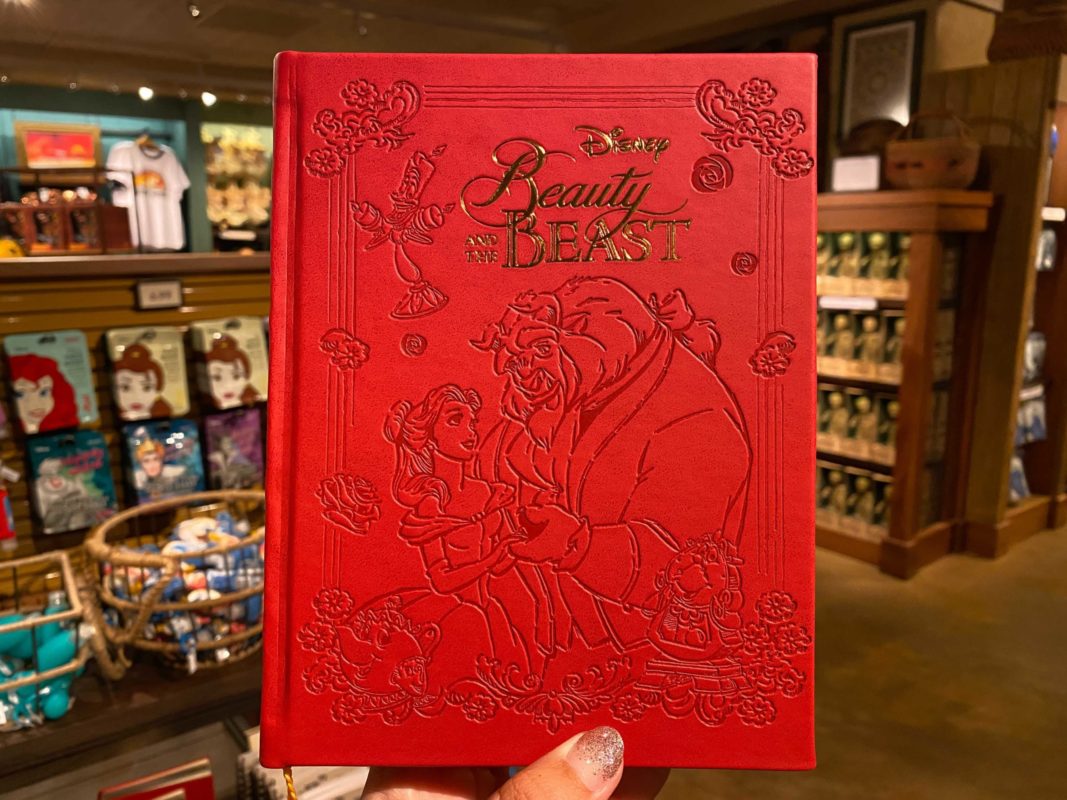 Disney
Beauty
AND THE BEAST